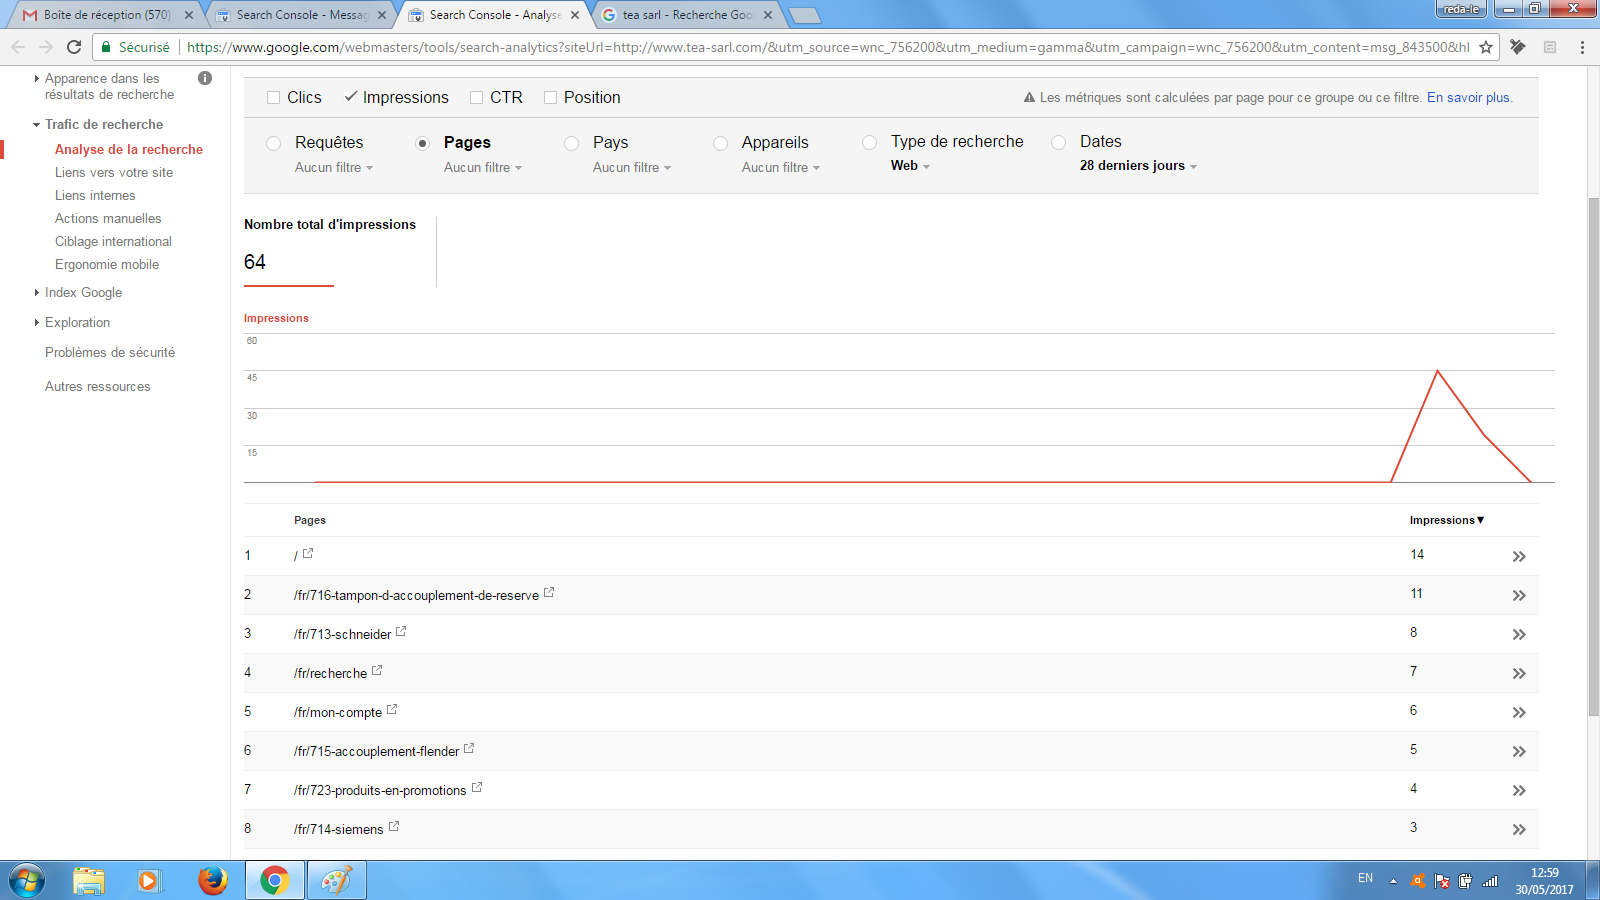 Boîte de réception (570)
Search Console - Messag
Search Console - Analyse
tea sarl - Recherche Goo
reda-le
Sécurisé
https://www.google.com/webmasters/tools/search-analytics?siteUrl=http://www.tea-sarl.com/&utm_source=wnc_756200&utm_medium=gamma&utm_campaign=wnc_756200&utm_content=msg_843500&hl
Apparence dans les
résultats de recherche
Trafic de recherche
Analyse de la recherche
Liens vers votre site
Liens internes
Actions manuelles
Ciblage international
Ergonomie mobile
Index Google
Exploration
Problèmes de sécurité
Autres ressources
Clics
Impressions
CTR
Position
Les métriques sont calculées par page pour ce groupe ou ce filtre. En savoir plus.
Requêtes
Aucun filtre
Pages
Aucun filtre
Pays
Aucun filtre
Appareils
Aucun filtre
Type de recherche
Web
Dates
28 derniers jours
Nombre total d'impressions
64
Impressions
60
45
30
15
Pages Impressions▼
1 / 14
2 /fr/716-tampon-d-accouplement-de-reserve 11
3 /fr/713-schneider 8
4 /fr/recherche 7
5 /fr/mon-compte 6
6 /fr/715-accouplement-flender 5
7 /fr/723-produits-en-promotions 4
8 /fr/714-siemens 3
EN
12:59
30/05/2017